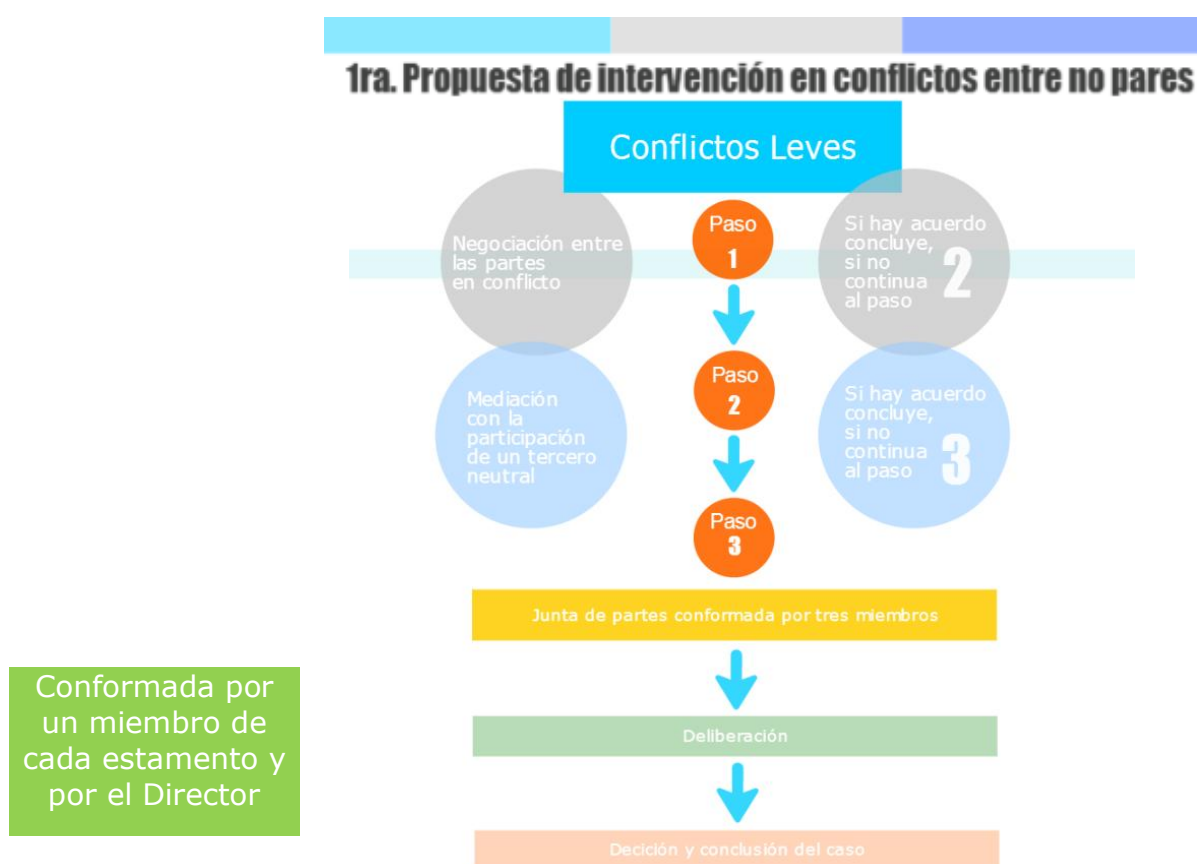 1ra. Propuesta de intervención en conflictos entre no pares
Conflictos Leves
Negociación entre
las partes
en conflicto
Paso
1
Si hay acuerdo
concluye,
si no
continua
al paso
2
Mediación
con la
participación
de un tercero
neutral
Paso
2
Si hay acuerdo
concluye,
si no
continua
al paso
3
Paso
3
Junta de partes conformada por tres miembros
Conformada por
un miembro de
cada estamento y
por el Director
Deliberación
Decición y conclusión del caso